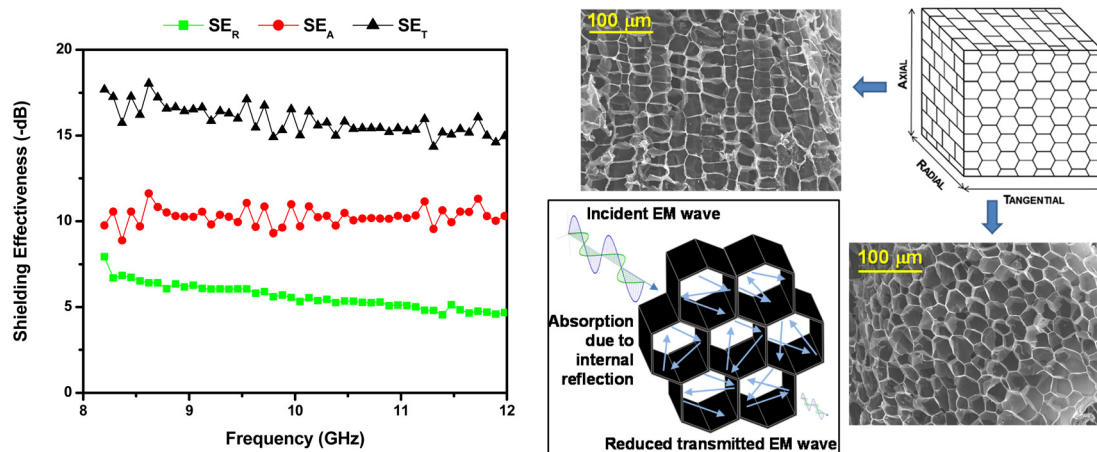 SE_R SE_A SE_T
20
15
10
5
0
8 9 10 11 12
Shielding Effectiveness (-dB)
Frequency (GHz)
100 μm
AXIAL
RADIAL
TANGENTIAL
Incident EM wave
Absorption
due to
internal
reflection
Reduced transmitted EM wave
100 μm